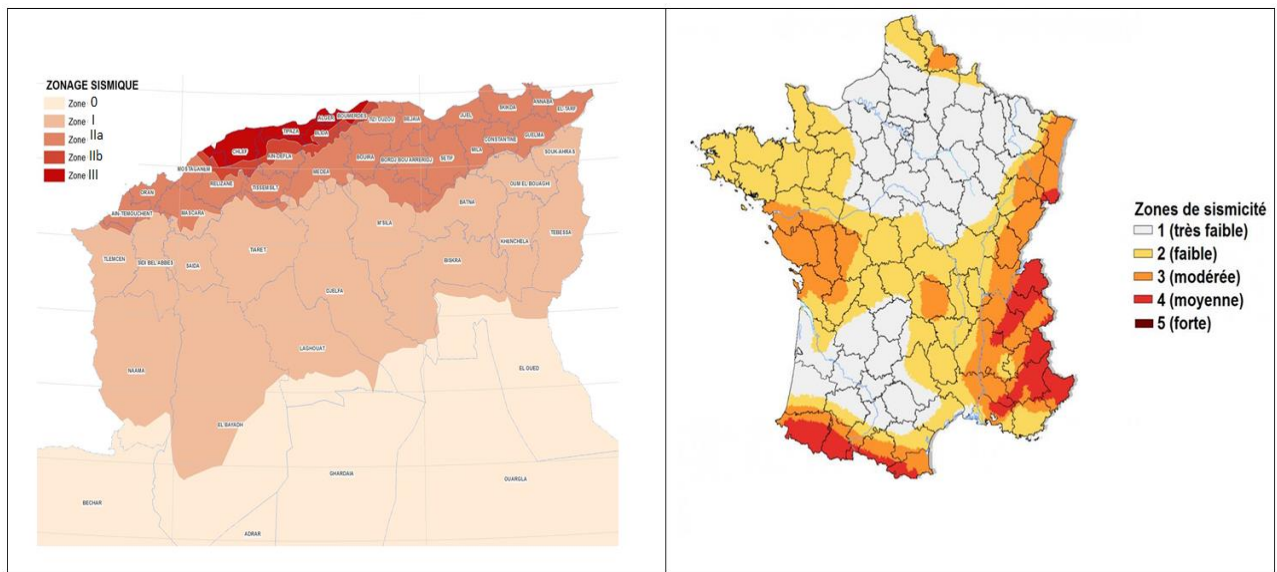 ZONAGE SISMIQUE
Zone 0
Zone I
Zone IIa
Zone IIb
Zone III
ALGER
BOUMERDES
TIZI OUZOU
BEJAIA
JIJEL
SKIKDA
ANNABA
EL TARF
TIPAZA
BLIDA
CHLEF
AIN DEFLA
BOUIRA
BORDJ BOU ARRERIDJ
SETIF
MILA
CONSTANTINE
GUELMA
SOUK AHRAS
MOSTAGANEM
RELIZANE
TISSEMSILT
MEDEA
ORAN
AIN-TEMOUCHENT
MASCARA
OUM EL BOUAGHI
BATNA
M'SILA
TEBESSA
KHENCHELA
TIARET
TLEMCEN
SIDI BEL ABBES
SAIDA
BISKRA
DJELFA
LAGHOUAT
NAAMA
EL OUED
EL BAYADH
GHARDAIA
OUARGLA
BECHAR
ADRAR
Zones de sismicité
1 (très faible)
2 (faible)
3 (modérée)
4 (moyenne)
5 (forte)